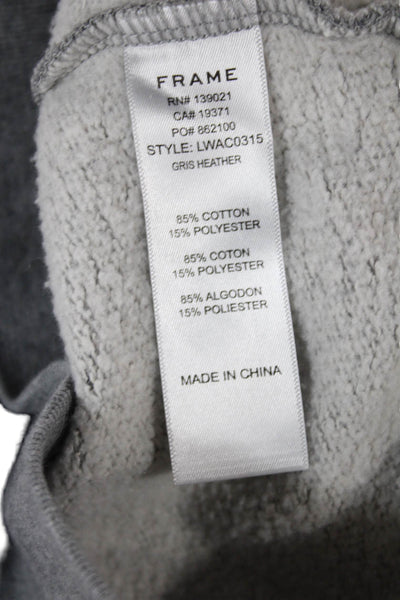 FRAME
RN# 139021
CA# 19371
PO# 862100
STYLE: LWAC0315
GRIS HEATHER
85% COTTON
15% POLYESTER
85% COTON
15% POLYESTER
85% ALGODON
15% POLIESTER
MADE IN CHINA